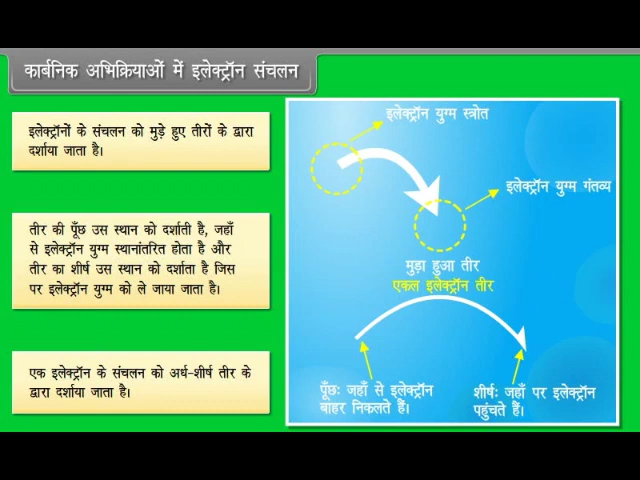 कार्बनिक अभिक्रियाओं में इलेक्ट्रॉन संचलन
इलेक्ट्रॉनों के संचलन को मुड़े हुए तीरों के द्वारा
दर्शाया जाता है।
तीर की पूँछ उस स्थान को दर्शाती है, जहाँ
से इलेक्ट्रॉन युग्म स्थानांतरित होता है और
तीर का शीर्ष उस स्थान को दर्शाता है जिस
पर इलेक्ट्रॉन युग्म को ले जाया जाता है।
एक इलेक्ट्रॉन के संचलन को अर्ध-शीर्ष तीर के
द्वारा दर्शाया जाता है।
इलेक्ट्रॉन युग्म स्त्रोत
इलेक्ट्रॉन युग्म गंतव्य
मुड़ा हुआ तीर
एकल इलेक्ट्रॉन तीर
पूँछः जहाँ से इलेक्ट्रॉन
बाहर निकलते हैं।
शीर्षः जहाँ पर इलेक्ट्रॉन
पहुंचते हैं।